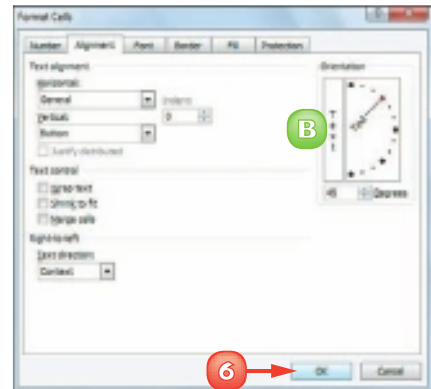 Format Cells
Number Alignment Font Border Fill Protection
Text alignment
Horizontal:
General
Indent:
Vertical:
0
Bottom
Justify distributed
Text control
Wrap text
Shrink to fit
Merge cells
Right-to-left
Text direction:
Context
Orientation
Text
Text
45 Degrees
B
6
OK Cancel